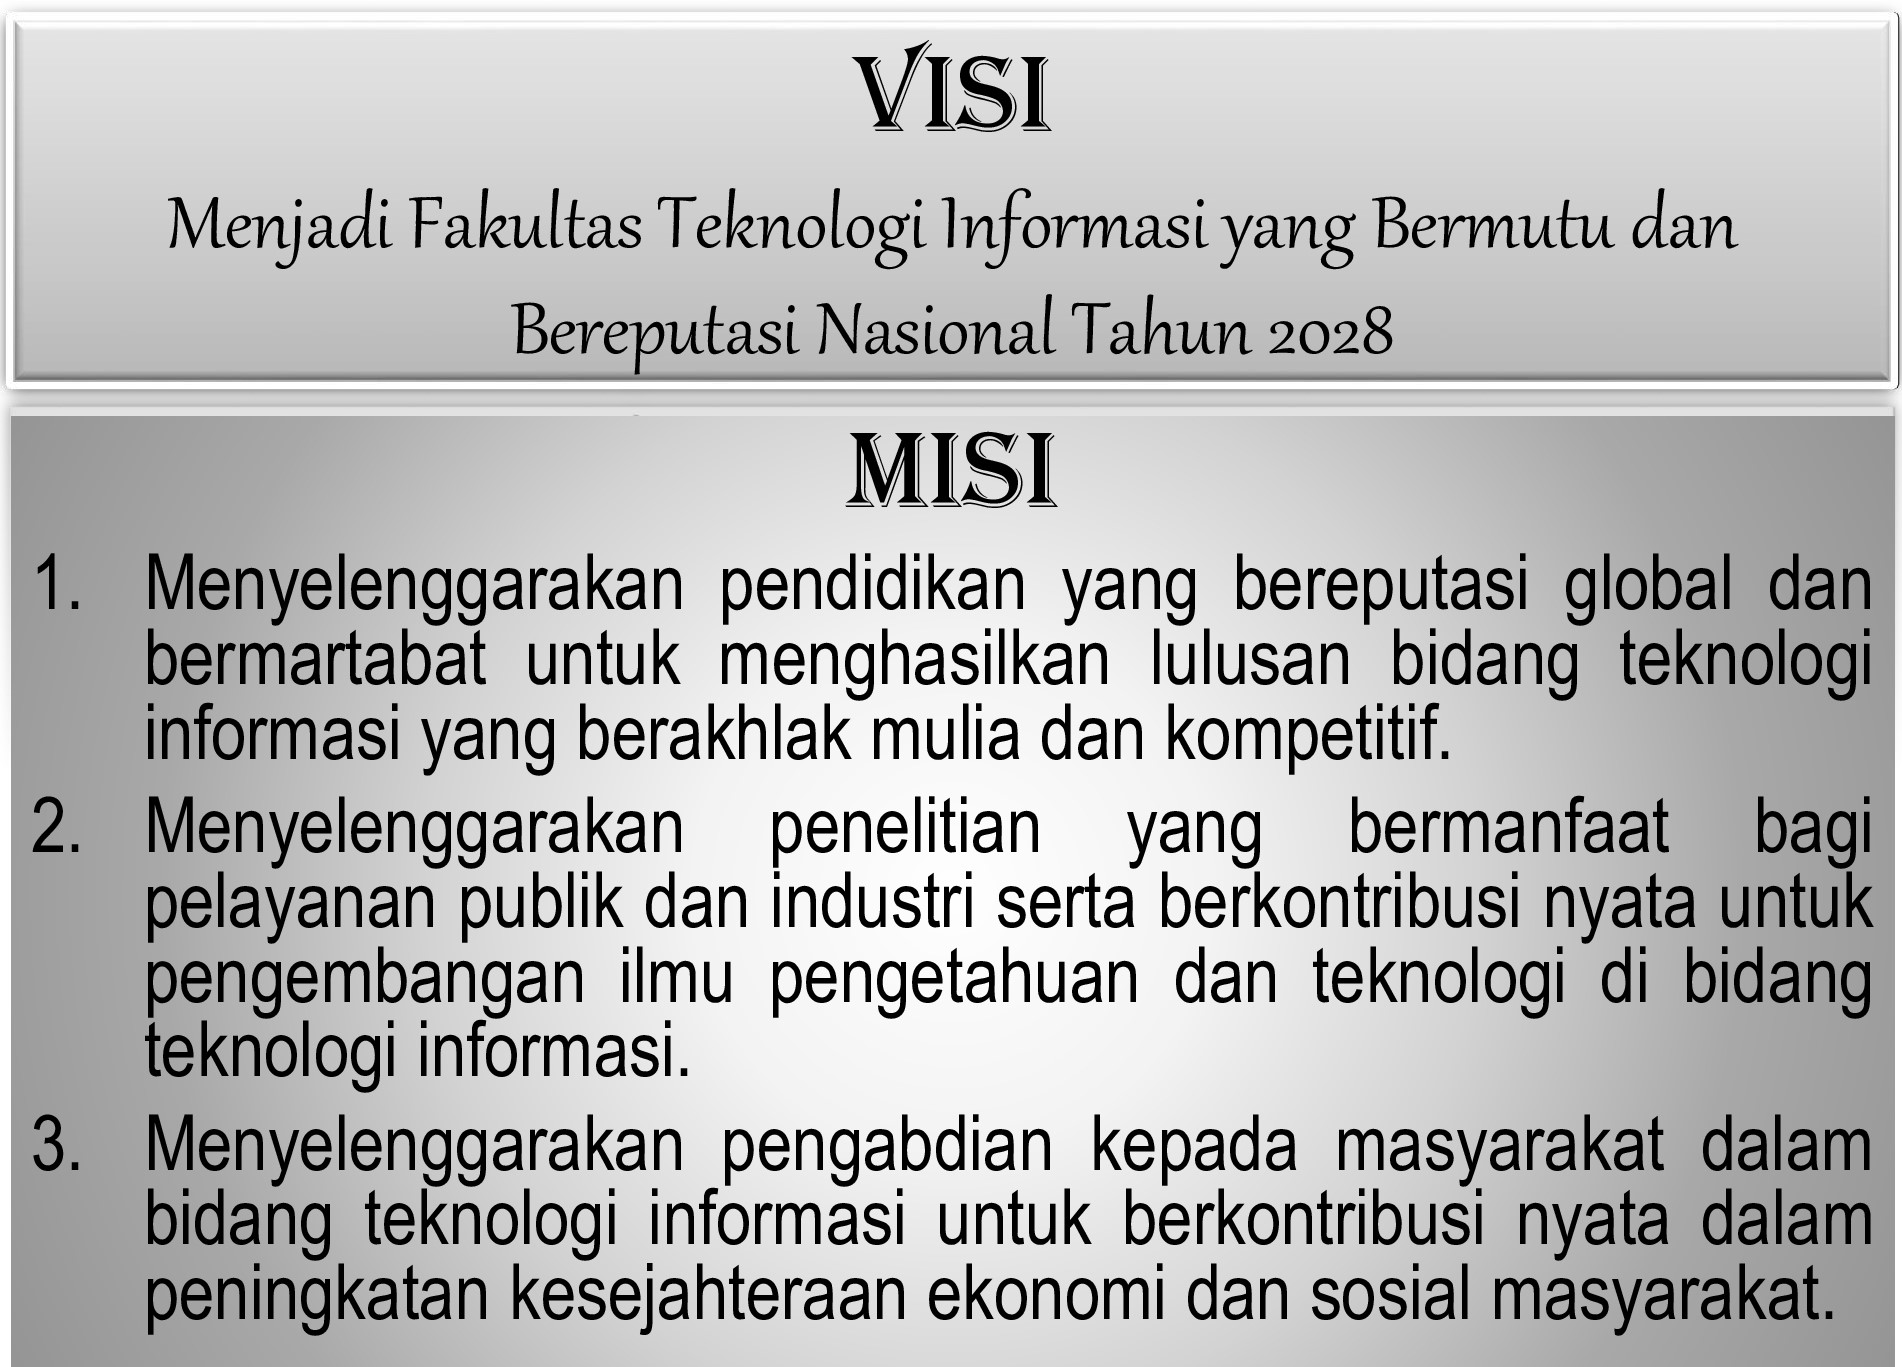 VISI
Menjadi Fakultas Teknologi Informasi yang Bermutu dan
Bereputasi Nasional Tahun 2028
MISI
1. Menyelenggarakan pendidikan yang bereputasi global dan
bermartabat untuk menghasilkan lulusan bidang teknologi
informasi yang berakhlak mulia dan kompetitif.
2. Menyelenggarakan penelitian yang bermanfaat bagi
pelayanan publik dan industri serta berkontribusi nyata untuk
pengembangan ilmu pengetahuan dan teknologi di bidang
teknologi informasi.
3. Menyelenggarakan pengabdian kepada masyarakat dalam
bidang teknologi informasi untuk berkontribusi nyata dalam
peningkatan kesejahteraan ekonomi dan sosial masyarakat.